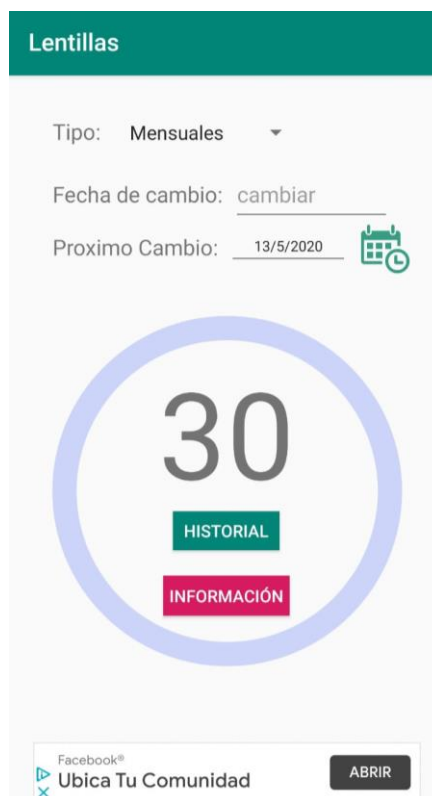 Lentillas
Tipo: Mensuales
Fecha de cambio: cambiar
Proximo Cambio: 13/5/2020
30
HISTORIAL
INFORMACIÓN
Facebook®
Ubica Tu Comunidad
ABRIR